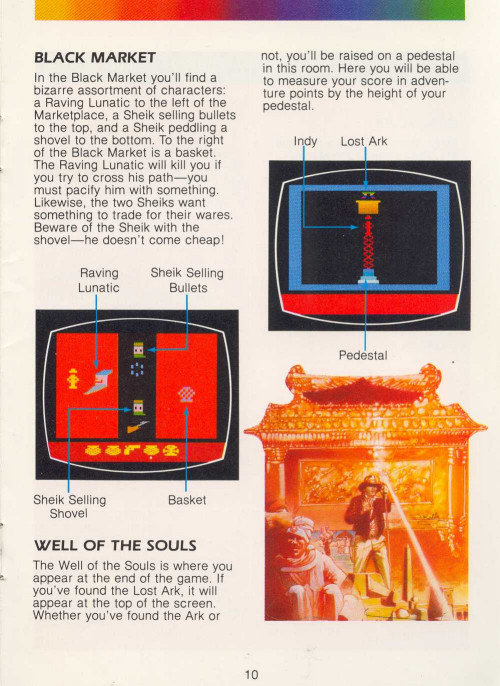 BLACK MARKET
In the Black Market you'll find a
bizarre assortment of characters:
a Raving Lunatic to the left of the
Marketplace, a Sheik selling bullets
to the top, and a Sheik peddling a
shovel to the bottom. To the right
of the Black Market is a basket.
The Raving Lunatic will kill you if
you try to cross his path—you
must pacify him with something.
Likewise, the two Sheiks want
something to trade for their wares.
Beware of the Sheik with the
shovel—he doesn't come cheap!
Raving
Lunatic
Sheik Selling
Bullets
Sheik Selling
Shovel
Basket
WELL OF THE SOULS
The Well of the Souls is where you
appear at the end of the game. If
you've found the Lost Ark, it will
appear at the top of the screen.
Whether you've found the Ark or
not, you'll be raised on a pedestal
in this room. Here you will be able
to measure your score in adven-
ture points by the height of your
pedestal.
Indy
Lost Ark
Pedestal
10